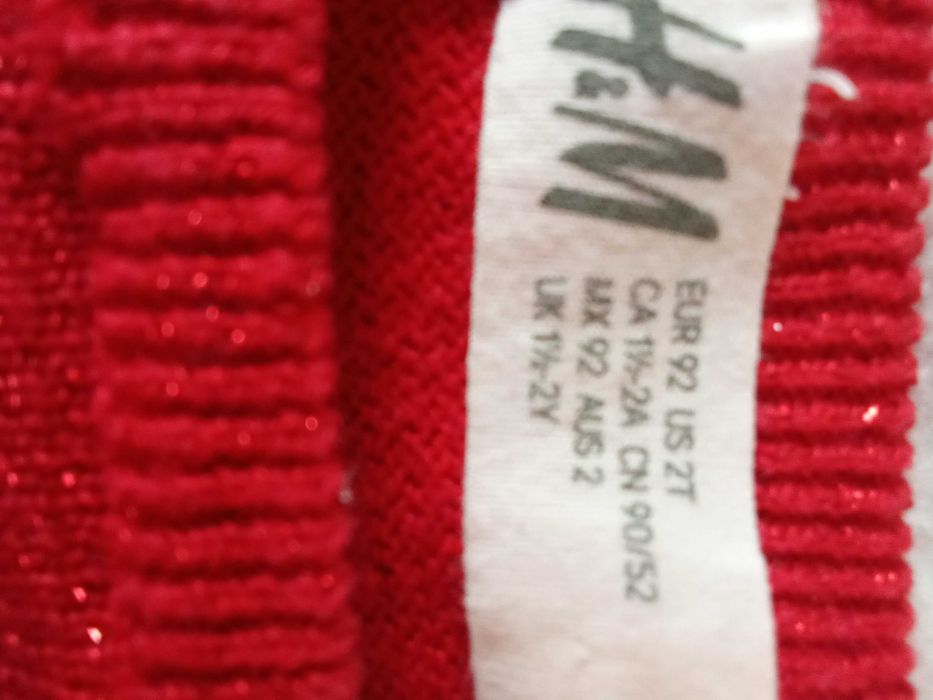 H&M
EUR 92 US 2T
CA 1½-2A CN 90/52
MX 92 AUS 2
UK 1½-2Y